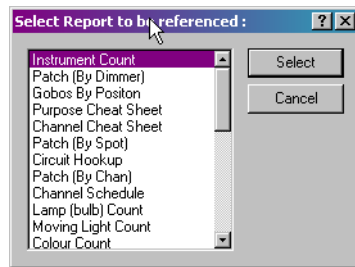 Select Report to be referenced :
Instrument Count
Patch (By Dimmer)
Gobos By Positon
Purpose Cheat Sheet
Channel Cheat Sheet
Patch (By Spot)
Circuit Hookup
Patch (By Chan)
Channel Schedule
Lamp (bulb) Count
Moving Light Count
Colour Count
Select
Cancel